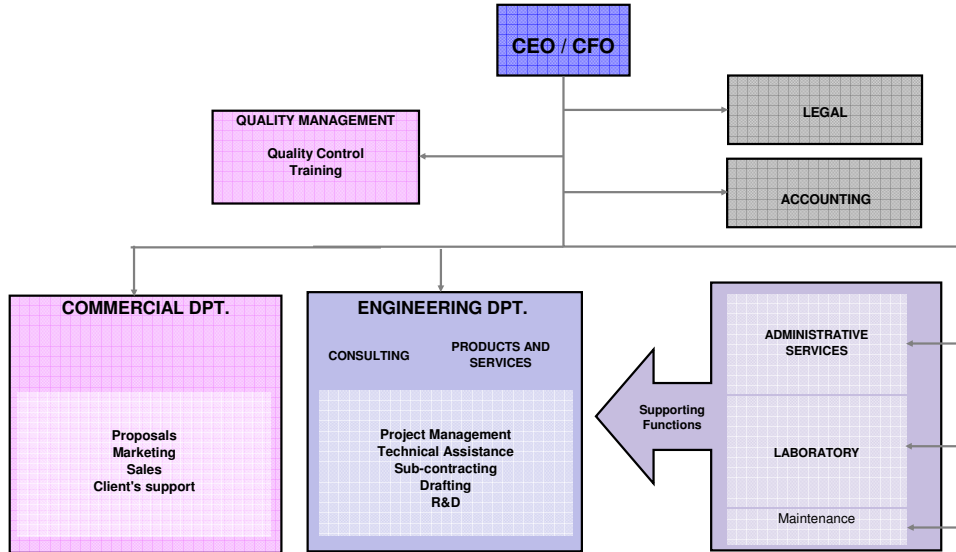 CEO / CFO
QUALITY MANAGEMENT
Quality Control
Training
LEGAL
ACCOUNTING
COMMERCIAL DPT.
Proposals
Marketing
Sales
Client's support
ENGINEERING DPT.
CONSULTING
PRODUCTS AND
SERVICES
Project Management
Technical Assistance
Sub-contracting
Drafting
R&D
Supporting
Functions
ADMINISTRATIVE
SERVICES
LABORATORY
Maintenance